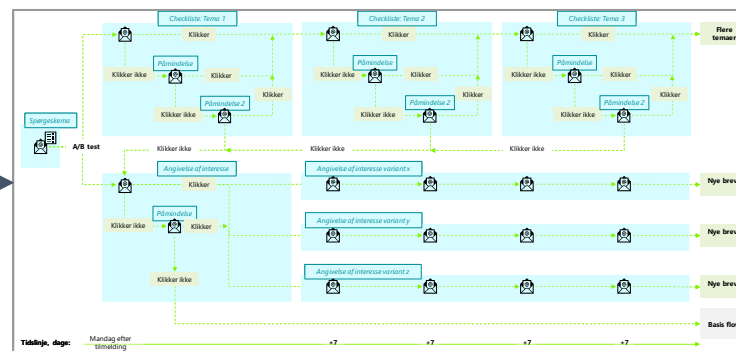 Checkliste: Tema 1
Checkliste: Tema 2
Checkliste: Tema 3
Klikker
Klikker
Klikker
Flere
temaer
Påmindelse
Påmindelse
Påmindelse
Klikker ikke
Klikker
Klikker ikke
Klikker
Klikker ikke
Klikker
Klikker
Klikker
Klikker
Påmindelse 2
Påmindelse 2
Påmindelse 2
Klikker ikke
Klikker ikke
Klikker ikke
Spørgeskema
A/B test
Klikker ikke
Klikker ikke
Klikker ikke
Angivelse af interesse
Angivelse af interesse variant x
Klikker
Nye brev
Påmindelse
Angivelse af interesse variant y
Klikker ikke
Klikker
Nye brev
Angivelse af interesse variant z
Klikker ikke
Nye brev
Basis flow
Tidslinje, dage:
Mandag efter
tilmelding
+7
+7
+7
+7